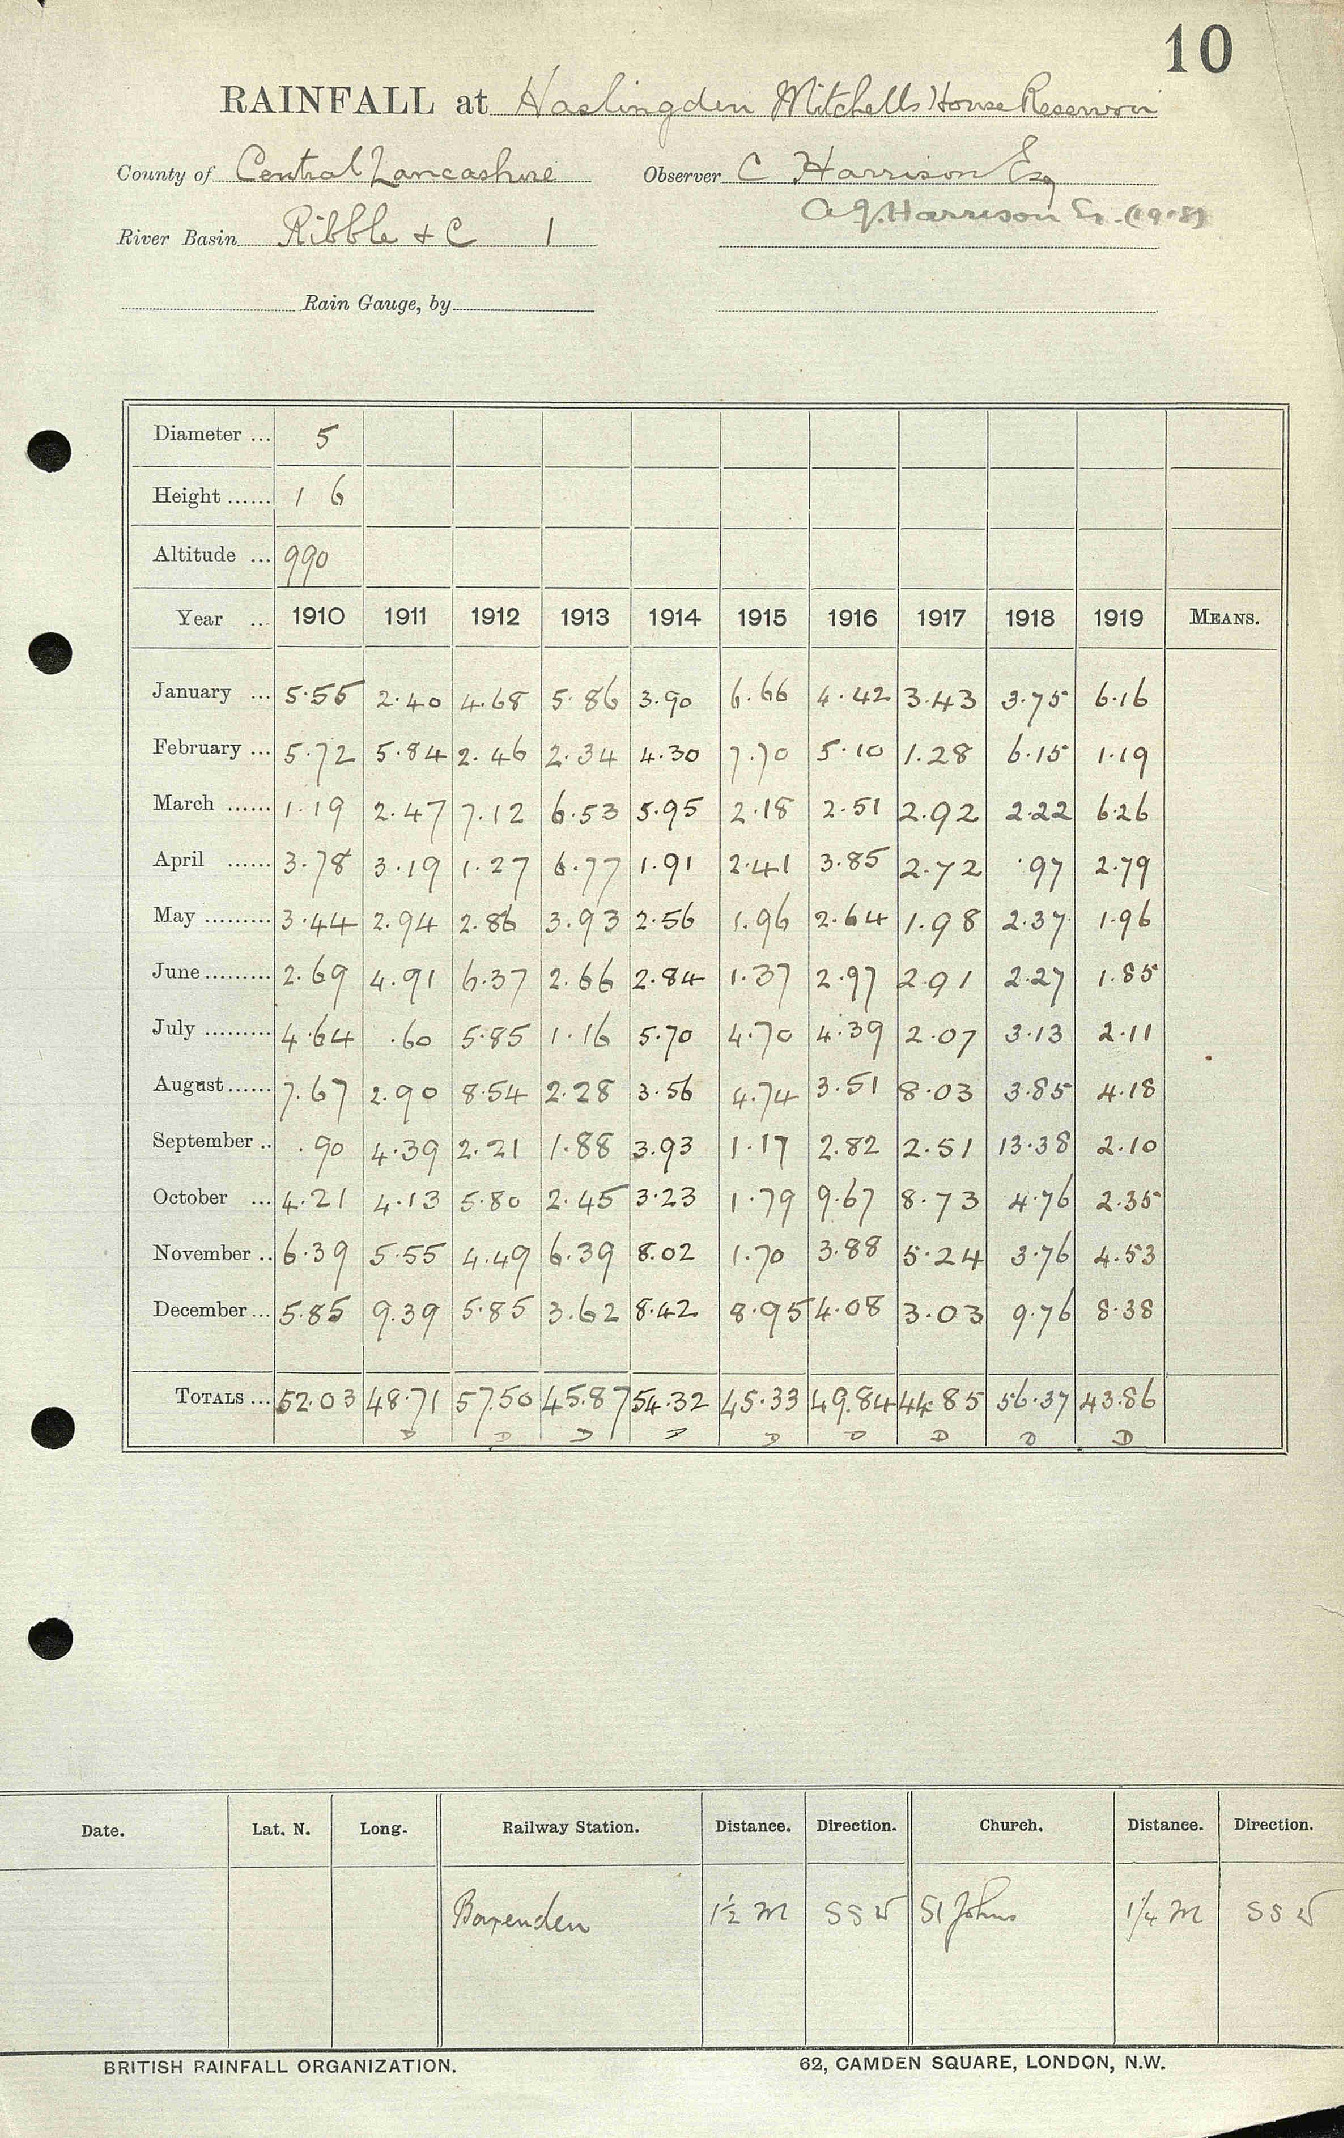 10
RAINFALL at Haslingden Mitchells House Reservoir
County of Central Lancashire Observer C Harrison Esq
A. J. Harrison Esq. (1918)
River Basin Ribble & C 1
Rain Gauge, by
Diameter ... 5
Height ...... 1 6
Altitude ... 990
Year ... 1910 1911 1912 1913 1914 1915 1916 1917 1918 1919 MEANS.
January ... 5.55 2.40 4.68 5.86 3.90 6.66 4.42 3.43 3.75 6.16
February ... 5.72 5.84 2.46 2.34 4.30 7.70 5.10 1.28 6.15 1.19
March ...... 1.19 2.47 7.12 6.53 5.95 2.18 2.51 2.92 2.22 6.26
April ...... 3.78 3.19 1.27 6.77 1.91 2.41 3.85 2.72 .97 2.79
May ......... 3.44 2.94 2.86 3.93 2.56 1.96 2.64 1.98 2.37 1.96
June ......... 2.69 4.91 6.37 2.66 2.84 1.37 2.97 2.91 2.27 1.85
July ......... 4.64 .60 5.85 1.16 5.70 4.70 4.39 2.07 3.13 2.11
August ...... 7.67 2.90 8.54 2.28 3.56 4.74 3.51 8.03 3.85 4.18
September .. .90 4.39 2.21 1.88 3.93 1.17 2.82 2.51 13.38 2.10
October ... 4.21 4.13 5.80 2.45 3.23 1.79 9.67 8.73 4.76 2.35
November .. 6.39 5.55 4.49 6.39 8.02 1.70 3.88 5.24 3.76 4.53
December ... 5.85 9.39 5.85 3.62 8.42 8.95 4.08 3.03 9.76 8.38
TOTALS ... 52.03 48.71 57.50 45.87 54.32 45.33 49.84 44.85 56.37 43.86
D D D D D D D D D
Date. Lat. N. Long. Railway Station. Distance. Direction. Church. Distance. Direction.
Baxenden 1½ M SSW St Johns 1¼ M SSW
BRITISH RAINFALL ORGANIZATION. 62, CAMDEN SQUARE, LONDON, N.W.